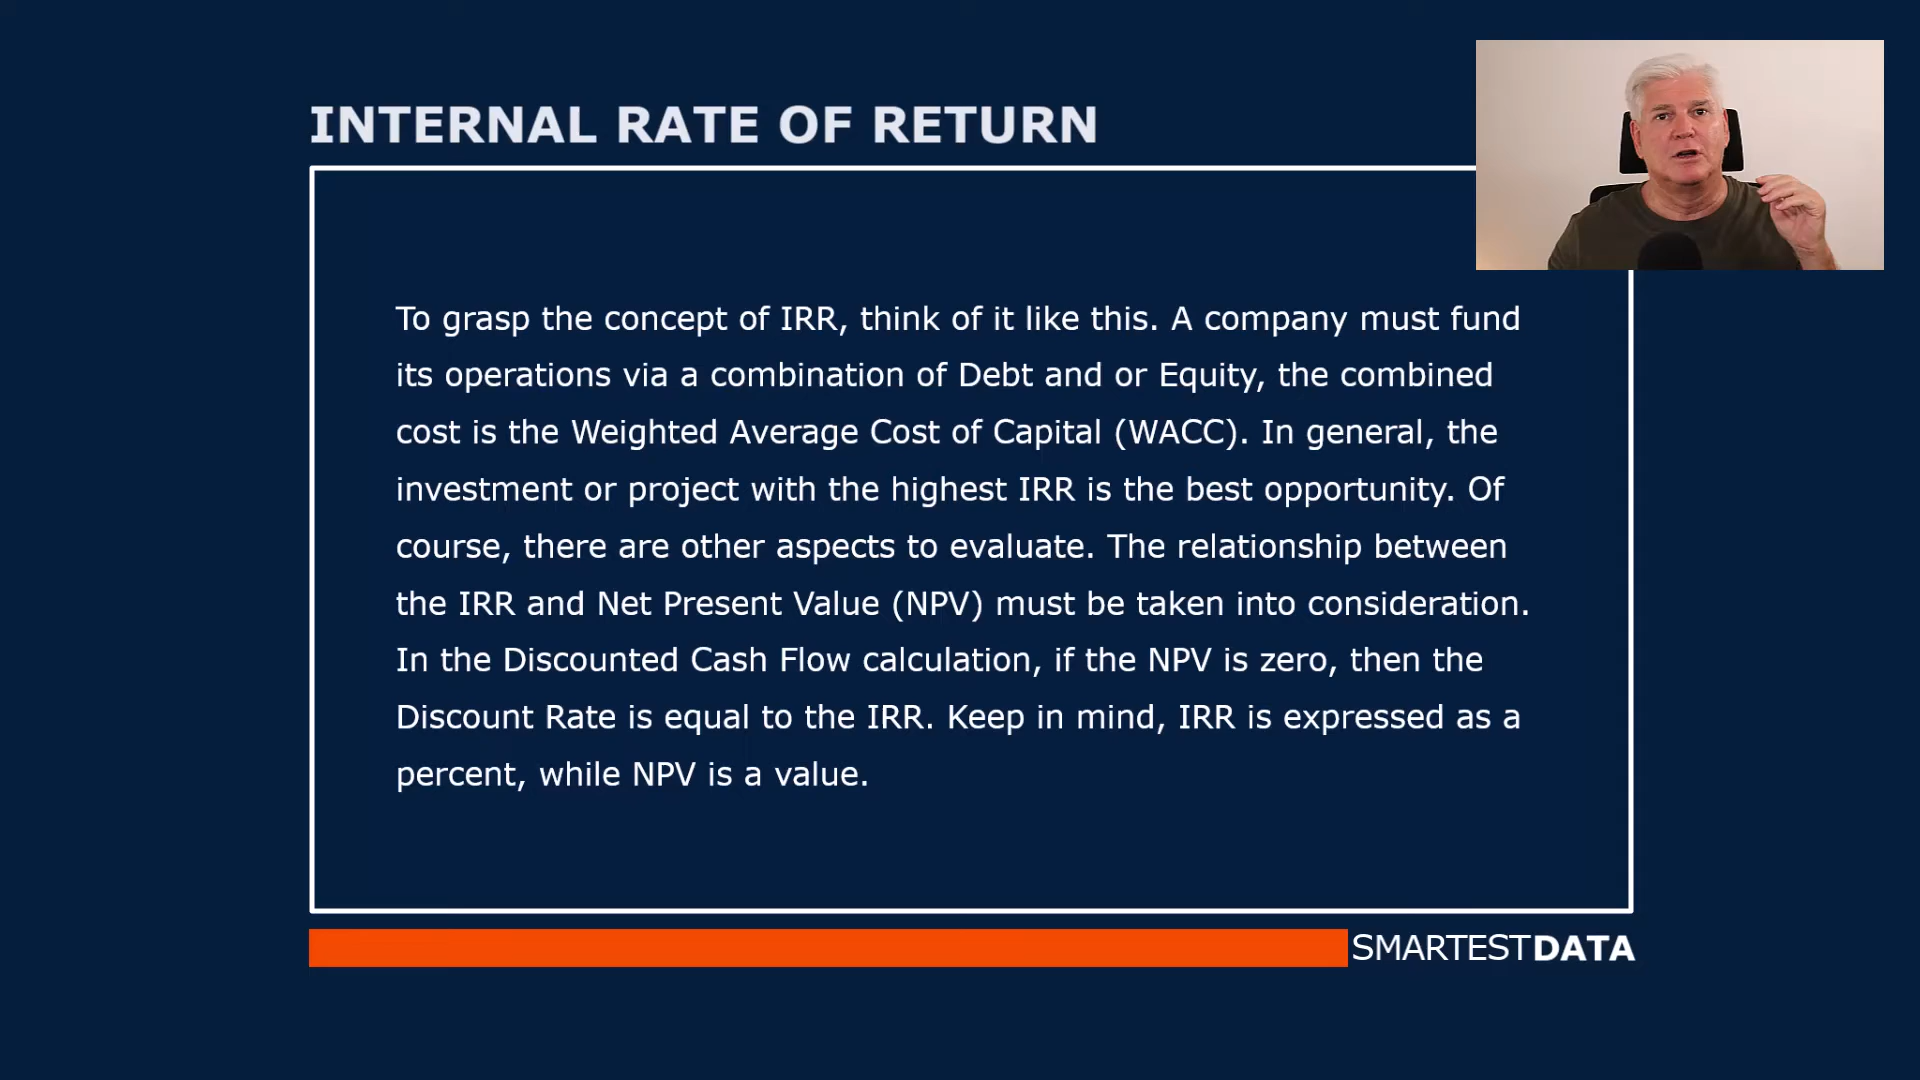 INTERNAL RATE OF RETURN
To grasp the concept of IRR, think of it like this. A company must fund
its operations via a combination of Debt and or Equity, the combined
cost is the Weighted Average Cost of Capital (WACC). In general, the
investment or project with the highest IRR is the best opportunity. Of
course, there are other aspects to evaluate. The relationship between
the IRR and Net Present Value (NPV) must be taken into consideration.
In the Discounted Cash Flow calculation, if the NPV is zero, then the
Discount Rate is equal to the IRR. Keep in mind, IRR is expressed as a
percent, while NPV is a value.
SMARTESTDATA